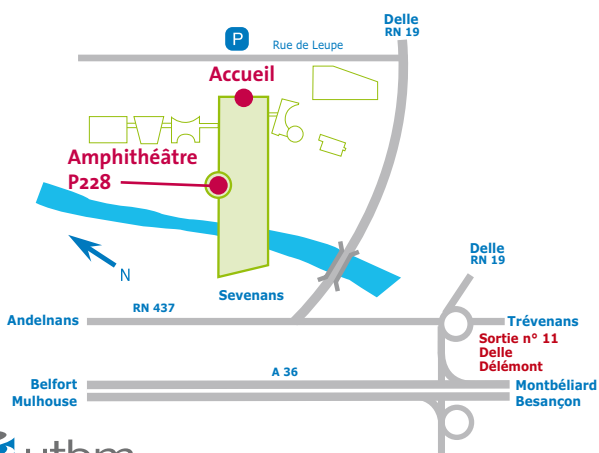 Delle
RN 19
P
Rue de Leupe
Accueil
Amphithéâtre
P228
N
Sevenans
Delle
RN 19
RN 437
Andelnans
Trévenans
Sortie n° 11
Delle
Délémont
A 36
Belfort
Mulhouse
Montbéliard
Besançon
utbm